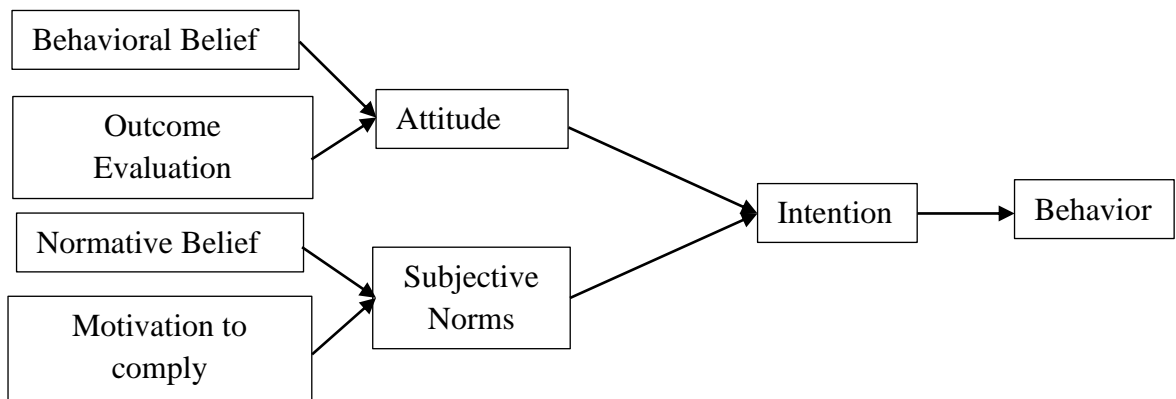 Behavioral Belief
Outcome
Evaluation
Attitude
Normative Belief
Motivation to
comply
Subjective
Norms
Intention
Behavior